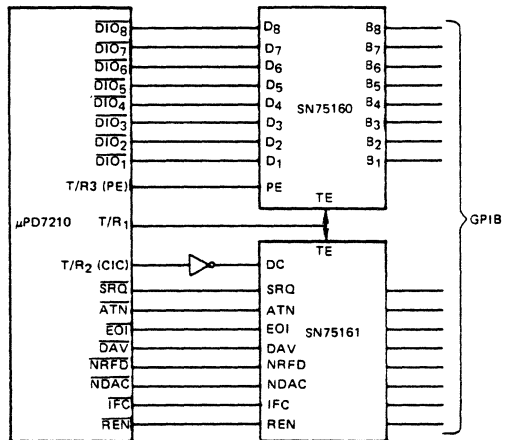 DIO8 D8 D8 B8
DIO7 D7 B7
DIO6 D6 B6
DIO5 D5 B5
DIO4 D4 SN75160 B4
DIO3 D3 B3
DIO2 D2 B2
DIO1 D1 B1
T/R3 (PE) PE
TE
μPD7210 T/R1 GPIB
TE
T/R2 (CIC) DC
SRQ SRQ
ATN ATN
EOI EOI SN75161
DAV DAV
NRFD NRFD
NDAC NDAC
IFC IFC
REN REN